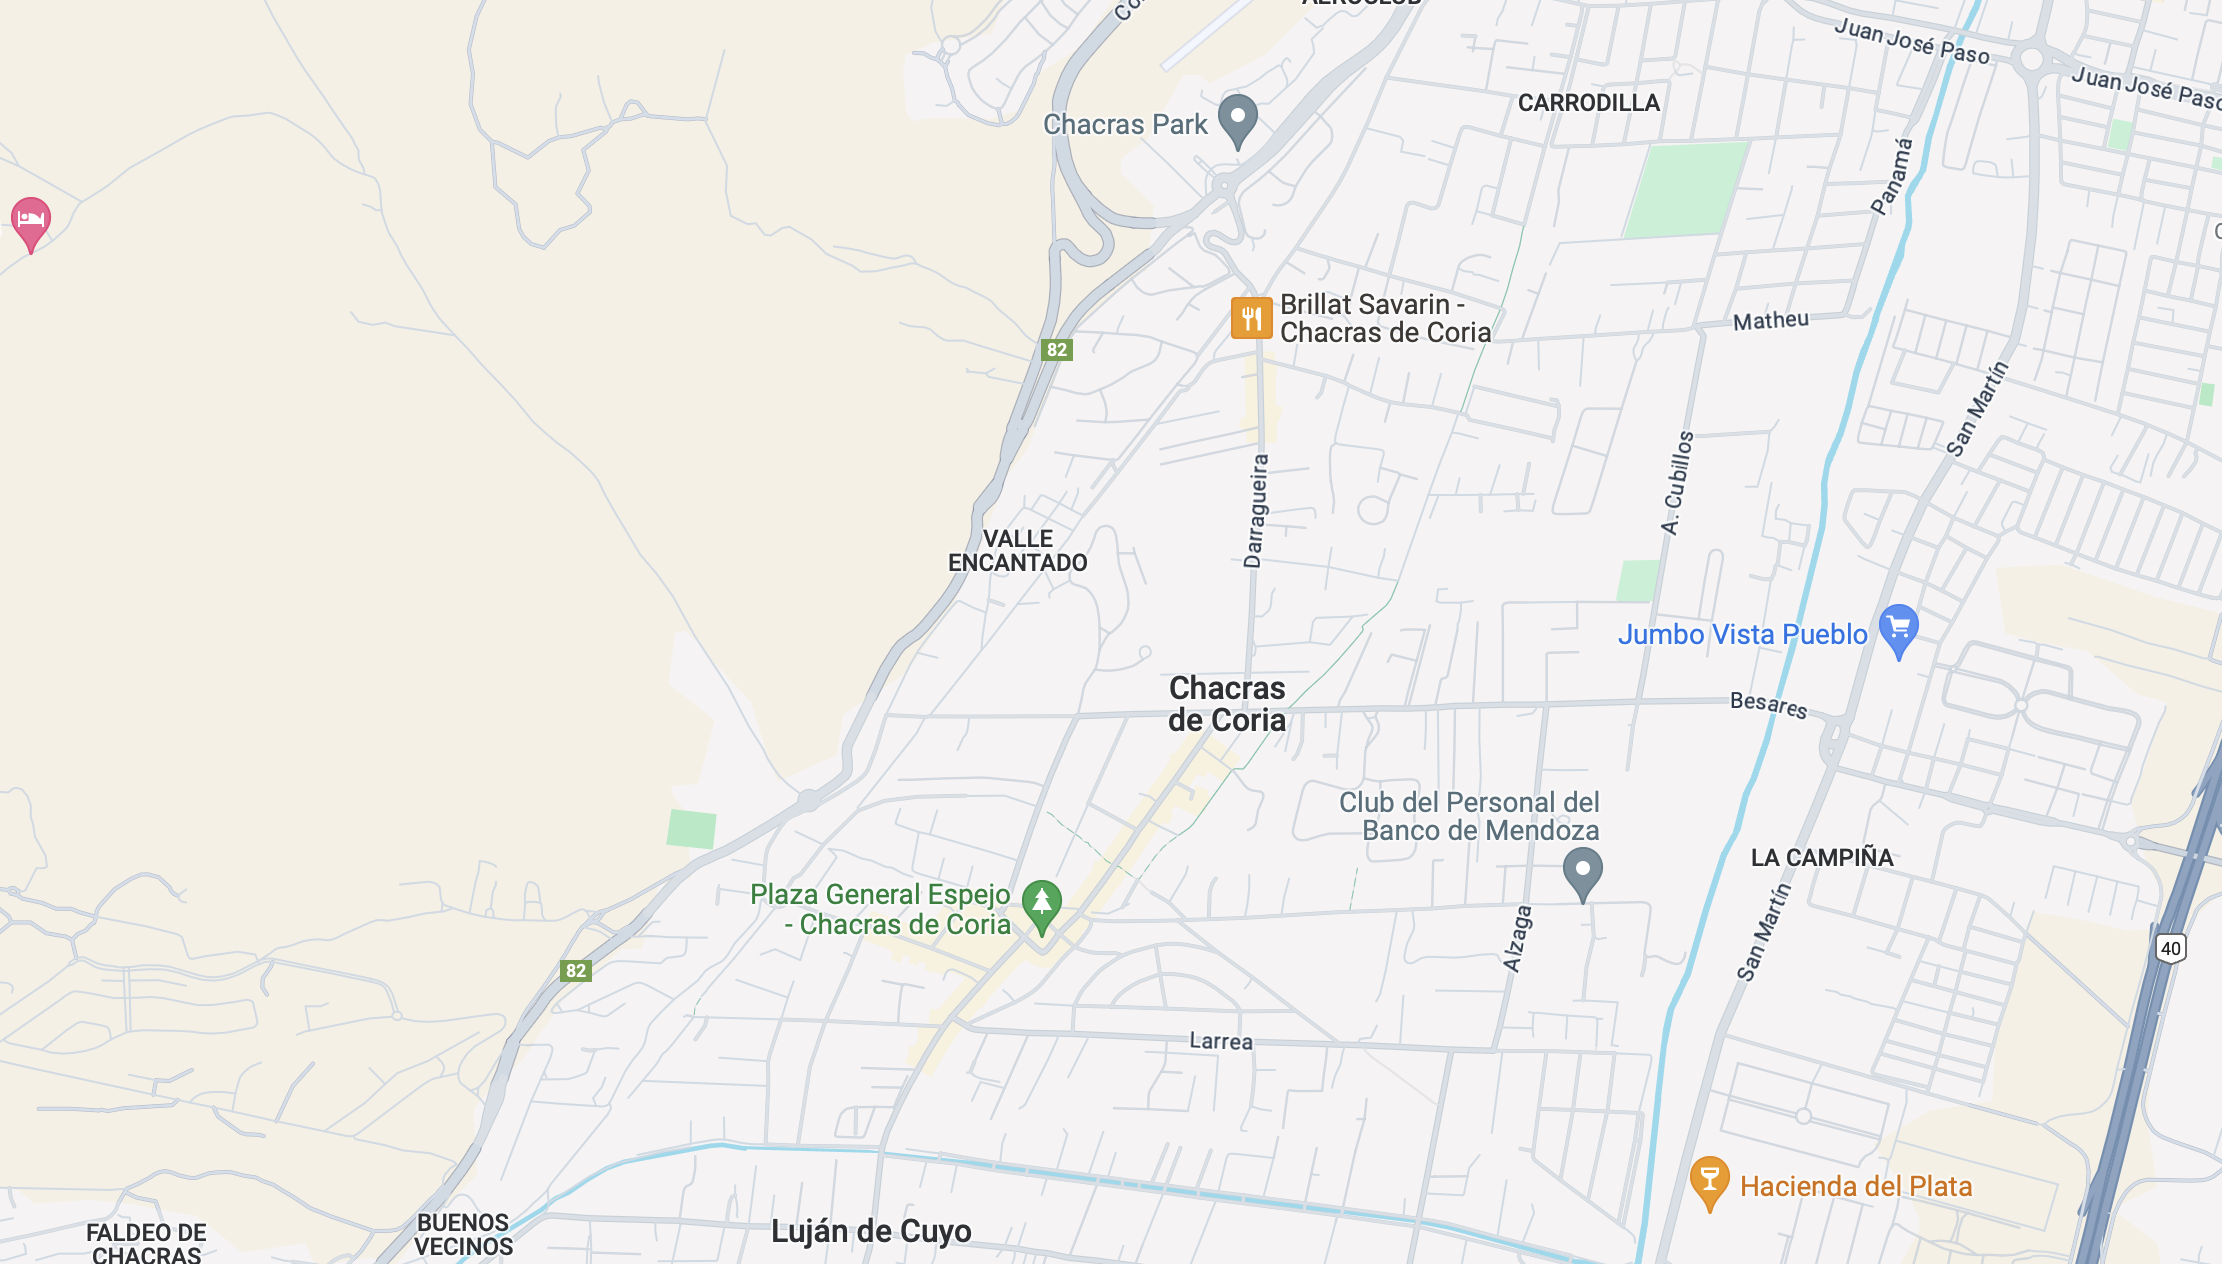 AEROCLUB
Juan José Paso
Juan José Paso
CARRODILLA
Chacras Park
Panamá
Brillat Savarin -
Chacras de Coria
Matheu
82
San Martín
A. Cubillos
Darragueira
VALLE
ENCANTADO
Jumbo Vista Pueblo
Chacras
de Coria
Besares
Club del Personal del
Banco de Mendoza
LA CAMPIÑA
Plaza General Espejo
- Chacras de Coria
Alzaga
San Martín
40
82
Larrea
Hacienda del Plata
BUENOS
VECINOS
Luján de Cuyo
FALDEO DE
CHACRAS